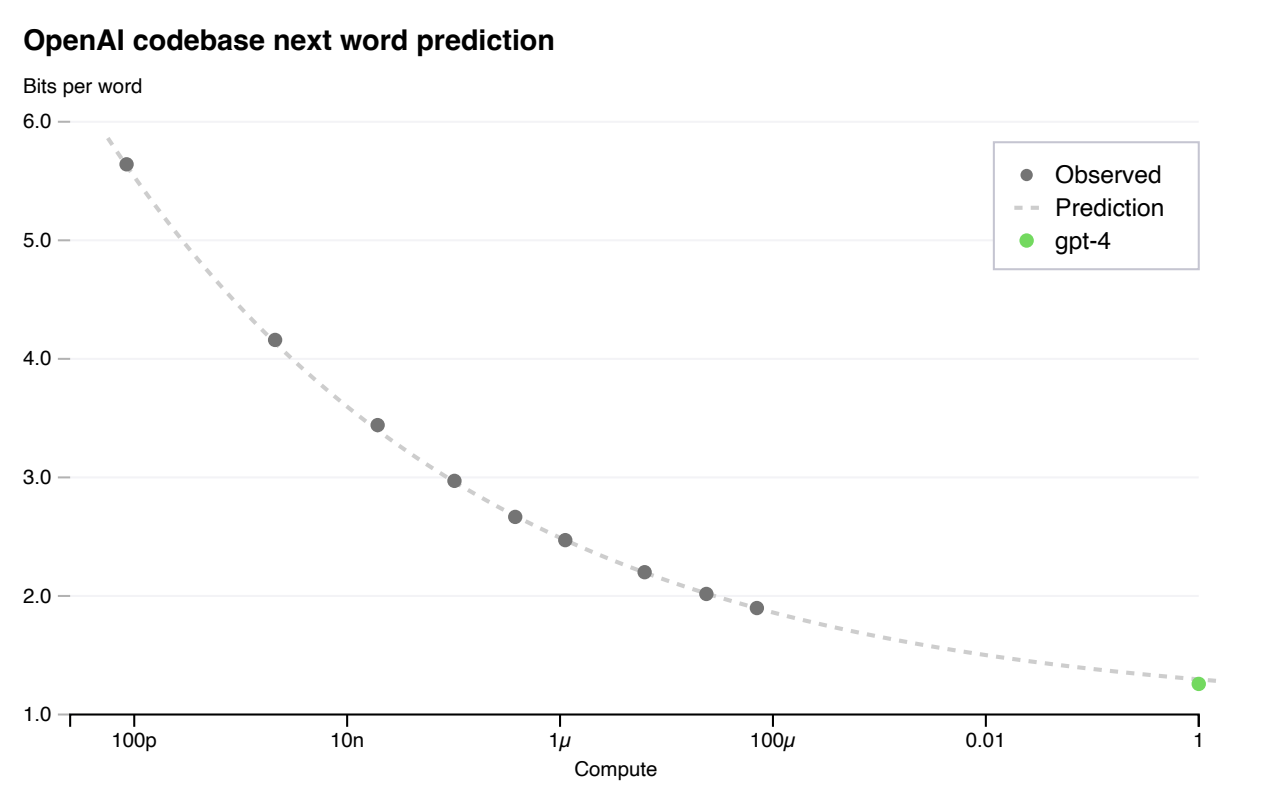 OpenAI codebase next word prediction
Bits per word
6.0
5.0
4.0
3.0
2.0
1.0
Observed
Prediction
gpt-4
100p
10n
1µ
100µ
0.01
1
Compute